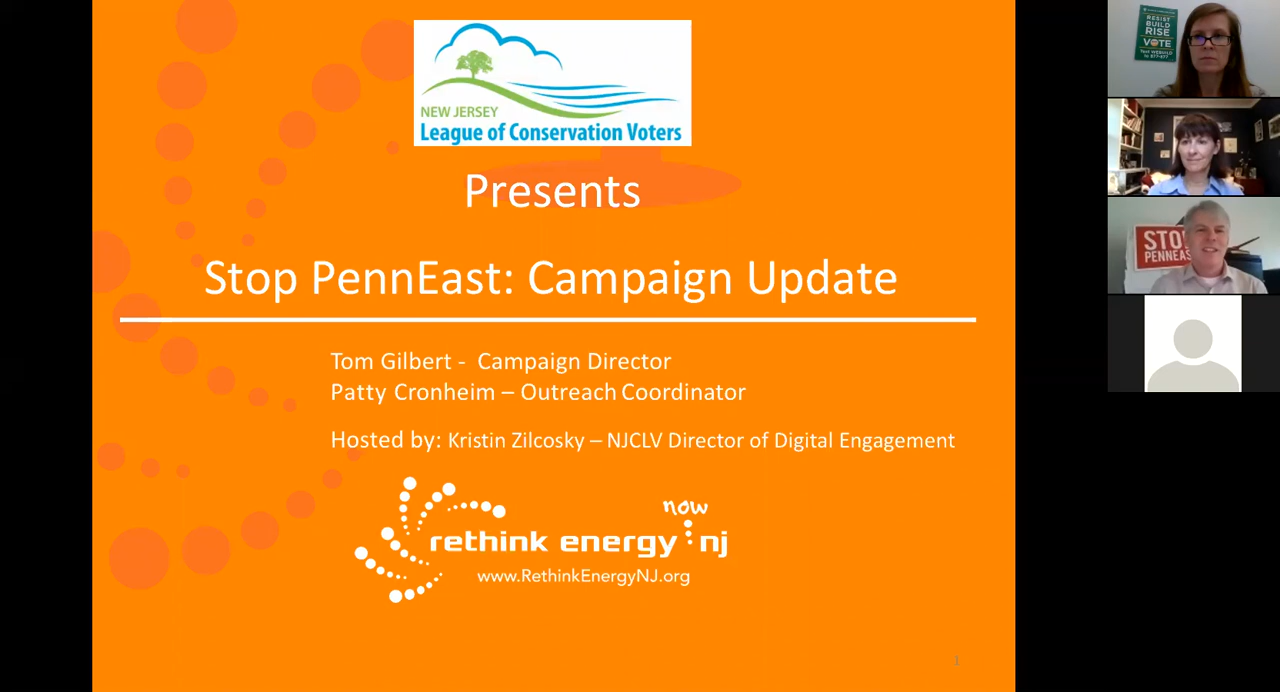 NEW JERSEY
League of Conservation Voters
Presents
Stop PennEast: Campaign Update
Tom Gilbert - Campaign Director
Patty Cronheim – Outreach Coordinator
Hosted by: Kristin Zilcosky – NJCLV Director of Digital Engagement
now
rethink energy nj
www.RethinkEnergyNJ.org
1
RESIST
BUILD
RISE
VOTE
STO
PENNEAS